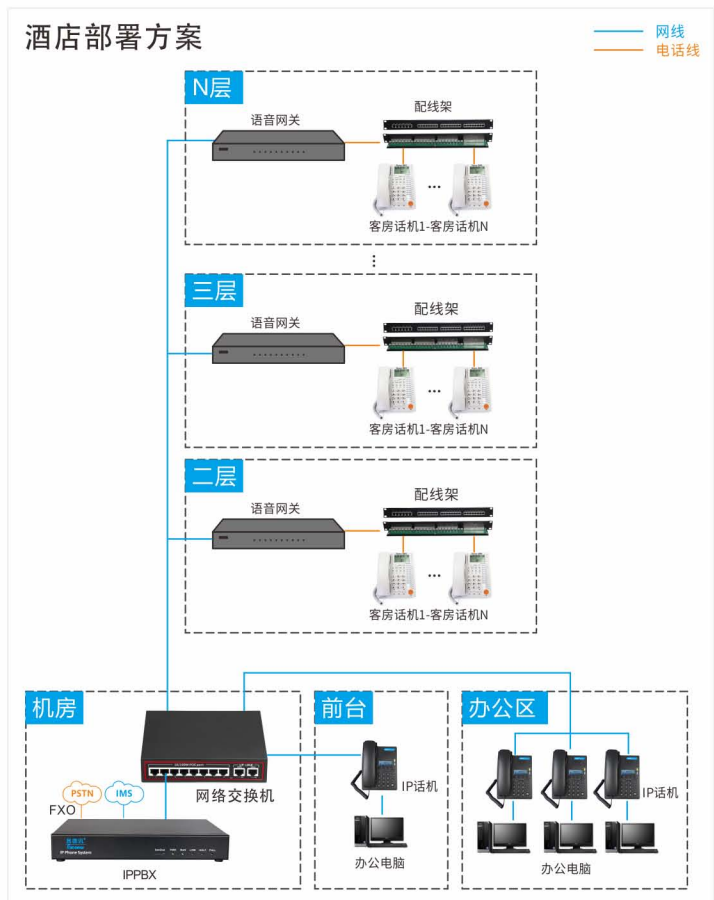 酒店部署方案
网线
电话线
N层
语音网关
配线架
客房话机1-客房话机N
三层
语音网关
配线架
客房话机1-客房话机N
二层
语音网关
配线架
客房话机1-客房话机N
机房
前台
办公区
网络交换机
PSTN
IMS
FXO
IP Phone System
IPPBX
IP话机
办公电脑
IP话机
办公电脑